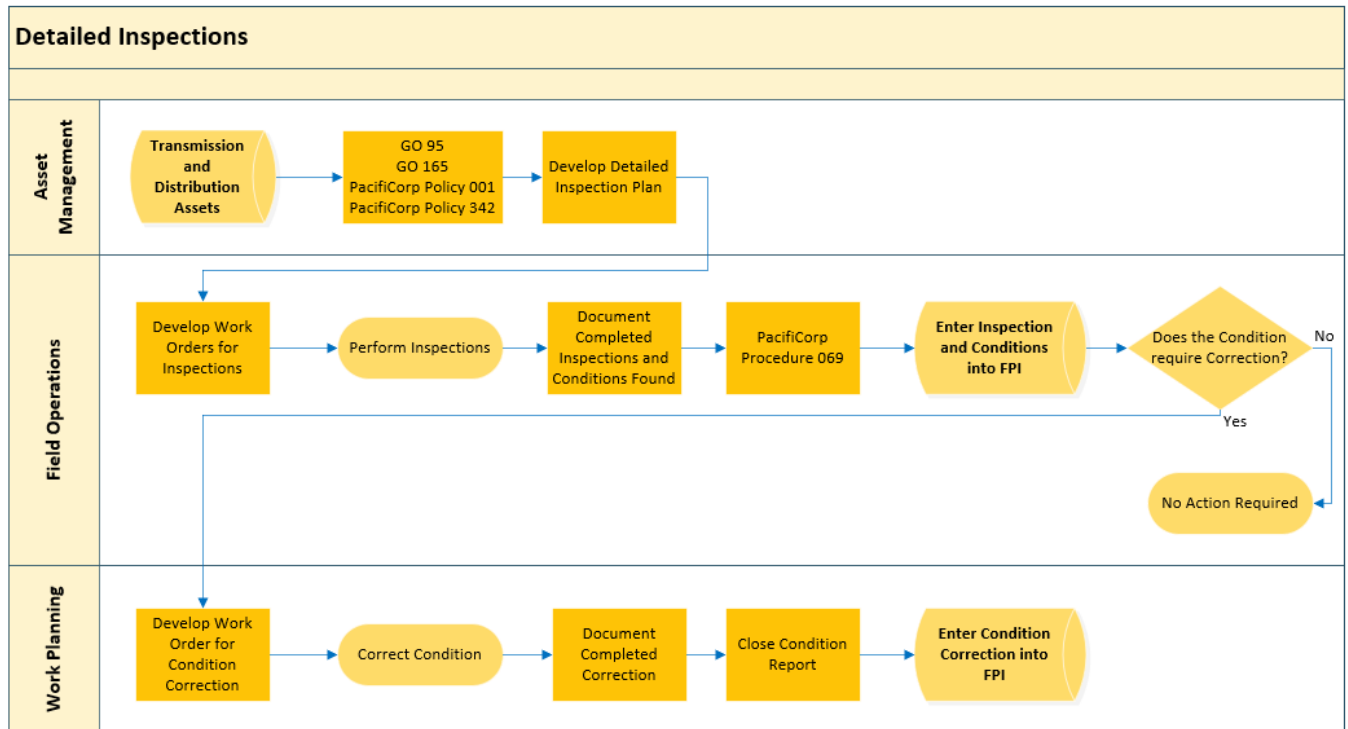 Detailed Inspections
Asset
Management
Transmission
and
Distribution
Assets
GO 95
GO 165
PacifiCorp Policy 001
PacifiCorp Policy 342
Develop Detailed
Inspection Plan
Field Operations
Develop Work
Orders for
Inspections
Perform Inspections
Document
Completed
Inspections and
Conditions Found
PacifiCorp
Procedure 069
Enter Inspection
and Conditions
into FPI
Does the Condition
require Correction?
No
Yes
No Action Required
Work Planning
Develop Work
Order for
Condition
Correction
Correct Condition
Document
Completed
Correction
Close Condition
Report
Enter Condition
Correction into
FPI